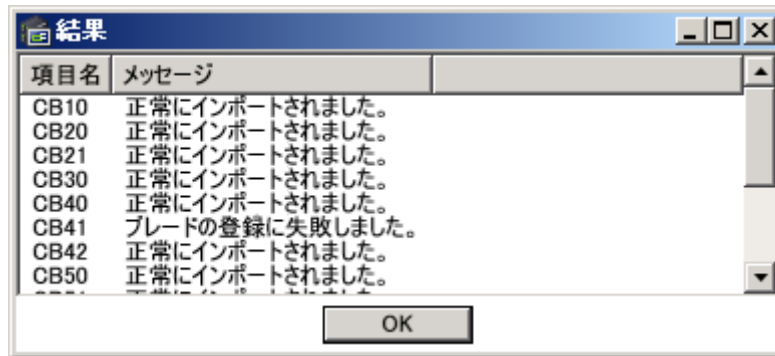 結果
項目名 メッセージ
CB10 正常にインポートされました。
CB20 正常にインポートされました。
CB21 正常にインポートされました。
CB30 正常にインポートされました。
CB40 正常にインポートされました。
CB41 ブレードの登録に失敗しました。
CB42 正常にインポートされました。
CB50 正常にインポートされました。
OK